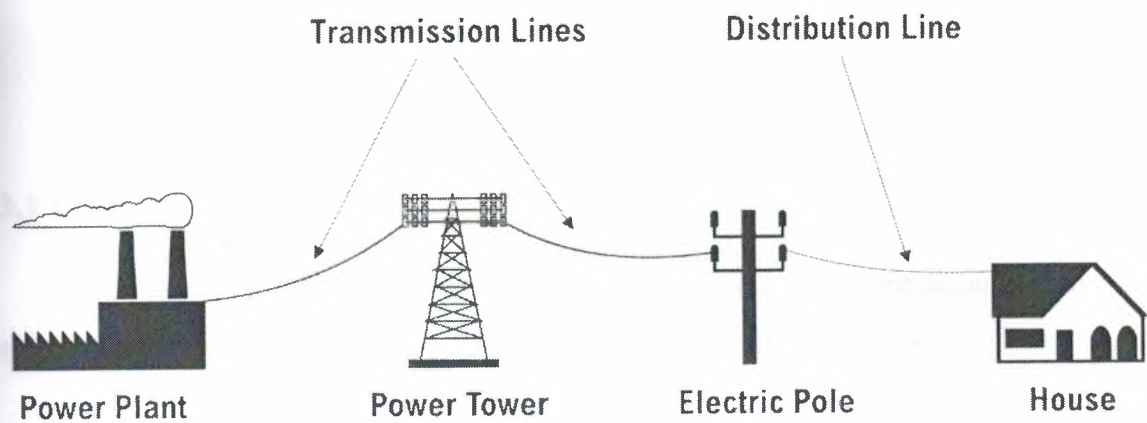 Transmission Lines
Distribution Line
Power Plant
Power Tower
Electric Pole
House